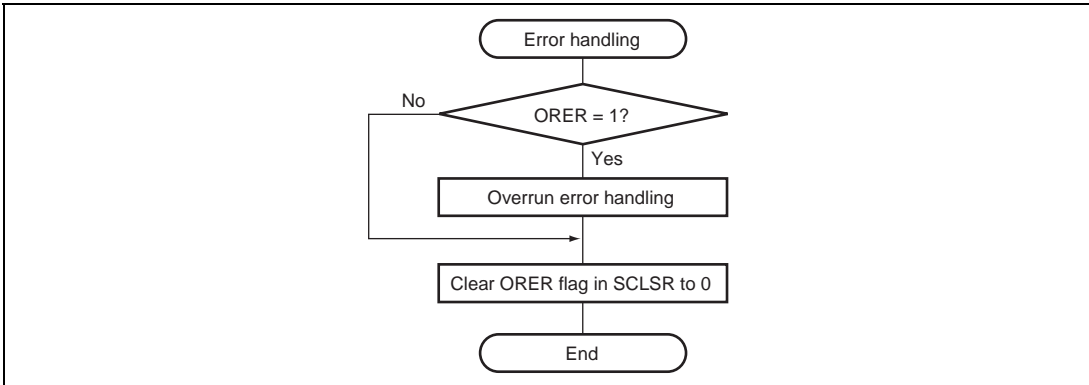 Error handling
No
ORER = 1?
Yes
Overrun error handling
Clear ORER flag in SCLSR to 0
End